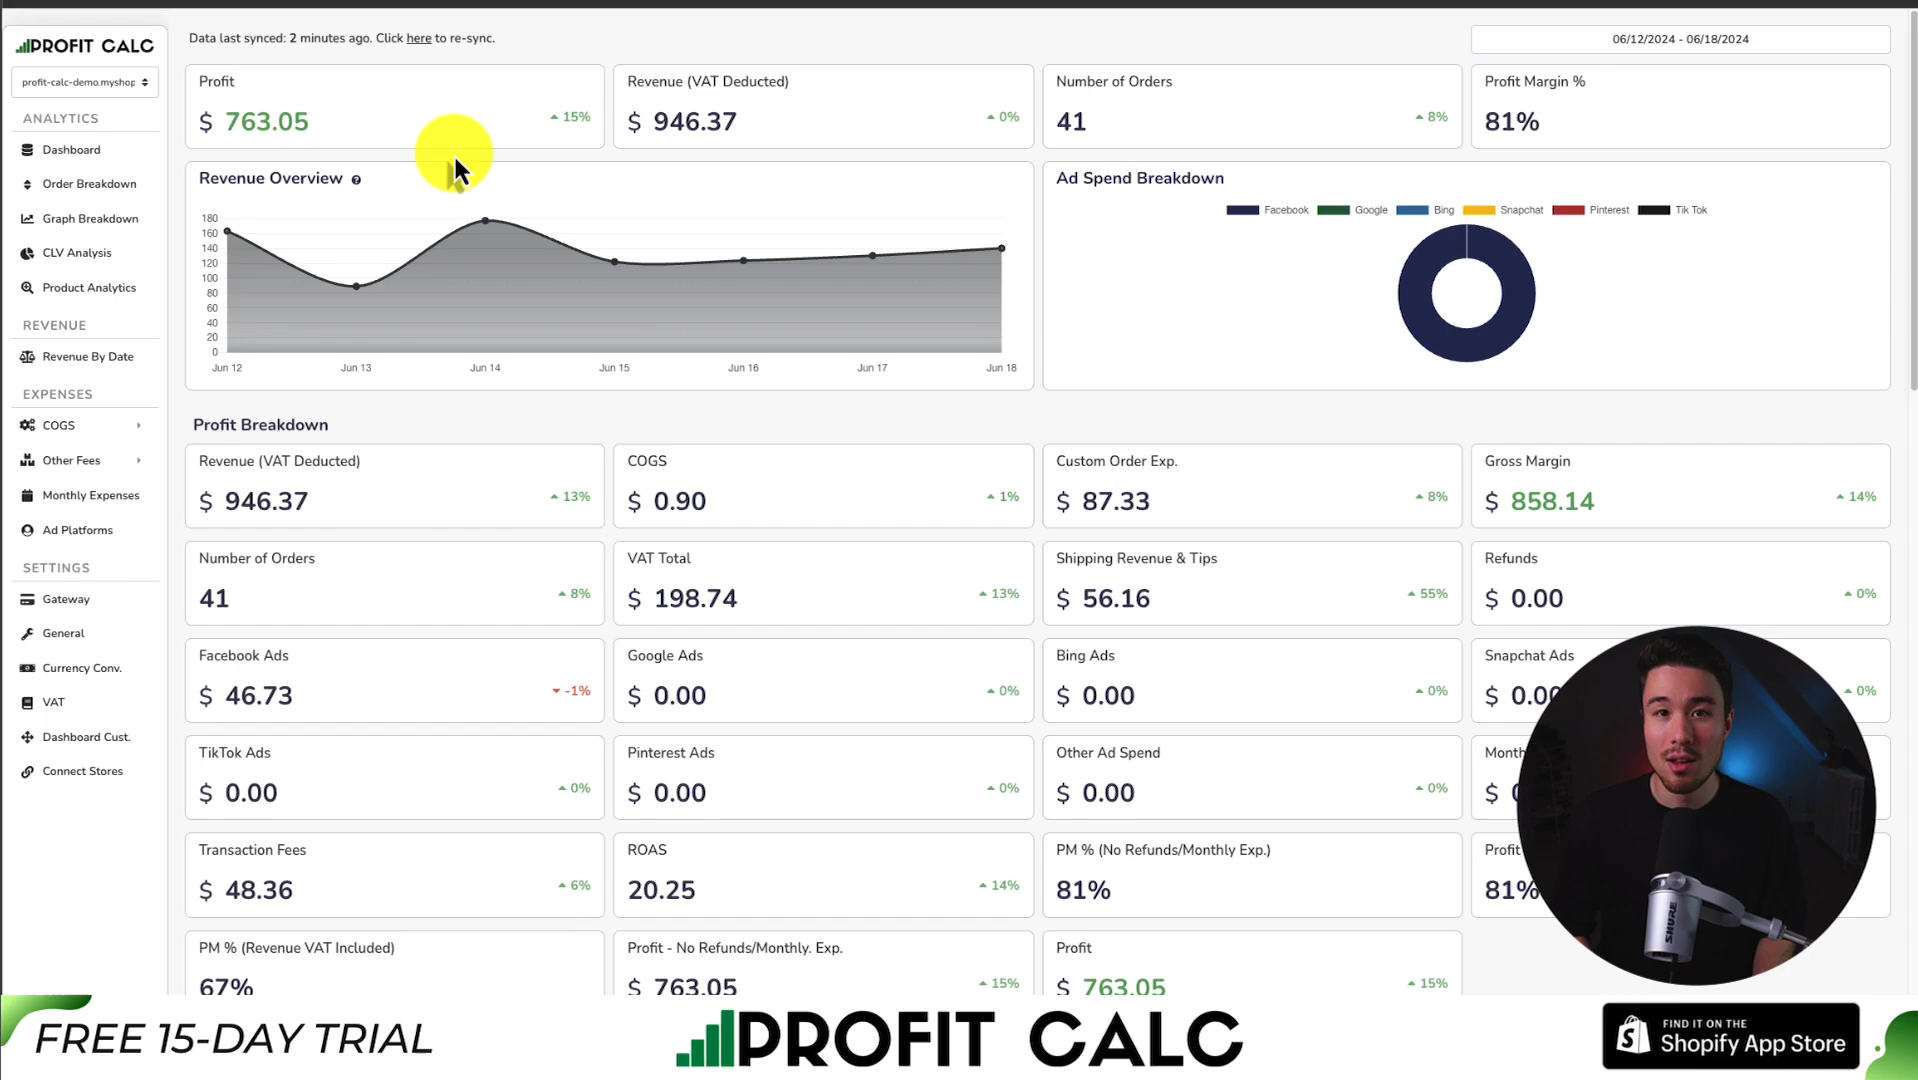 PROFIT CALC
Data last synced: 2 minutes ago. Click here to re-sync.
06/12/2024 - 06/18/2024
profit-calc-demo.myshop
ANALYTICS
Dashboard
Order Breakdown
Graph Breakdown
CLV Analysis
Product Analytics
REVENUE
Revenue By Date
EXPENSES
COGS
Other Fees
Monthly Expenses
Ad Platforms
SETTINGS
Gateway
General
Currency Conv.
VAT
Dashboard Cust.
Connect Stores
Profit
$ 763.05
15%
Revenue (VAT Deducted)
$ 946.37
0%
Number of Orders
41
8%
Profit Margin %
81%
Revenue Overview
180
160
140
120
100
80
60
40
20
0
Jun 12 Jun 13 Jun 14 Jun 15 Jun 16 Jun 17 Jun 18
Ad Spend Breakdown
Facebook Google Bing Snapchat Pinterest Tik Tok
Profit Breakdown
Revenue (VAT Deducted)
$ 946.37
13%
COGS
$ 0.90
1%
Custom Order Exp.
$ 87.33
8%
Gross Margin
$ 858.14
14%
Number of Orders
41
8%
VAT Total
$ 198.74
13%
Shipping Revenue & Tips
$ 56.16
55%
Refunds
$ 0.00
0%
Facebook Ads
$ 46.73
-1%
Google Ads
$ 0.00
0%
Bing Ads
$ 0.00
0%
Snapchat Ads
$ 0.00
0%
TikTok Ads
$ 0.00
0%
Pinterest Ads
$ 0.00
0%
Other Ad Spend
$ 0.00
0%
Month
$
Transaction Fees
$ 48.36
6%
ROAS
20.25
14%
PM % (No Refunds/Monthly Exp.)
81%
Profit
81%
PM % (Revenue VAT Included)
67%
Profit - No Refunds/Monthly. Exp.
$ 763.05
15%
Profit
$ 763.05
15%
SHURE
FREE 15-DAY TRIAL
PROFIT CALC
FIND IT ON THE
Shopify App Store